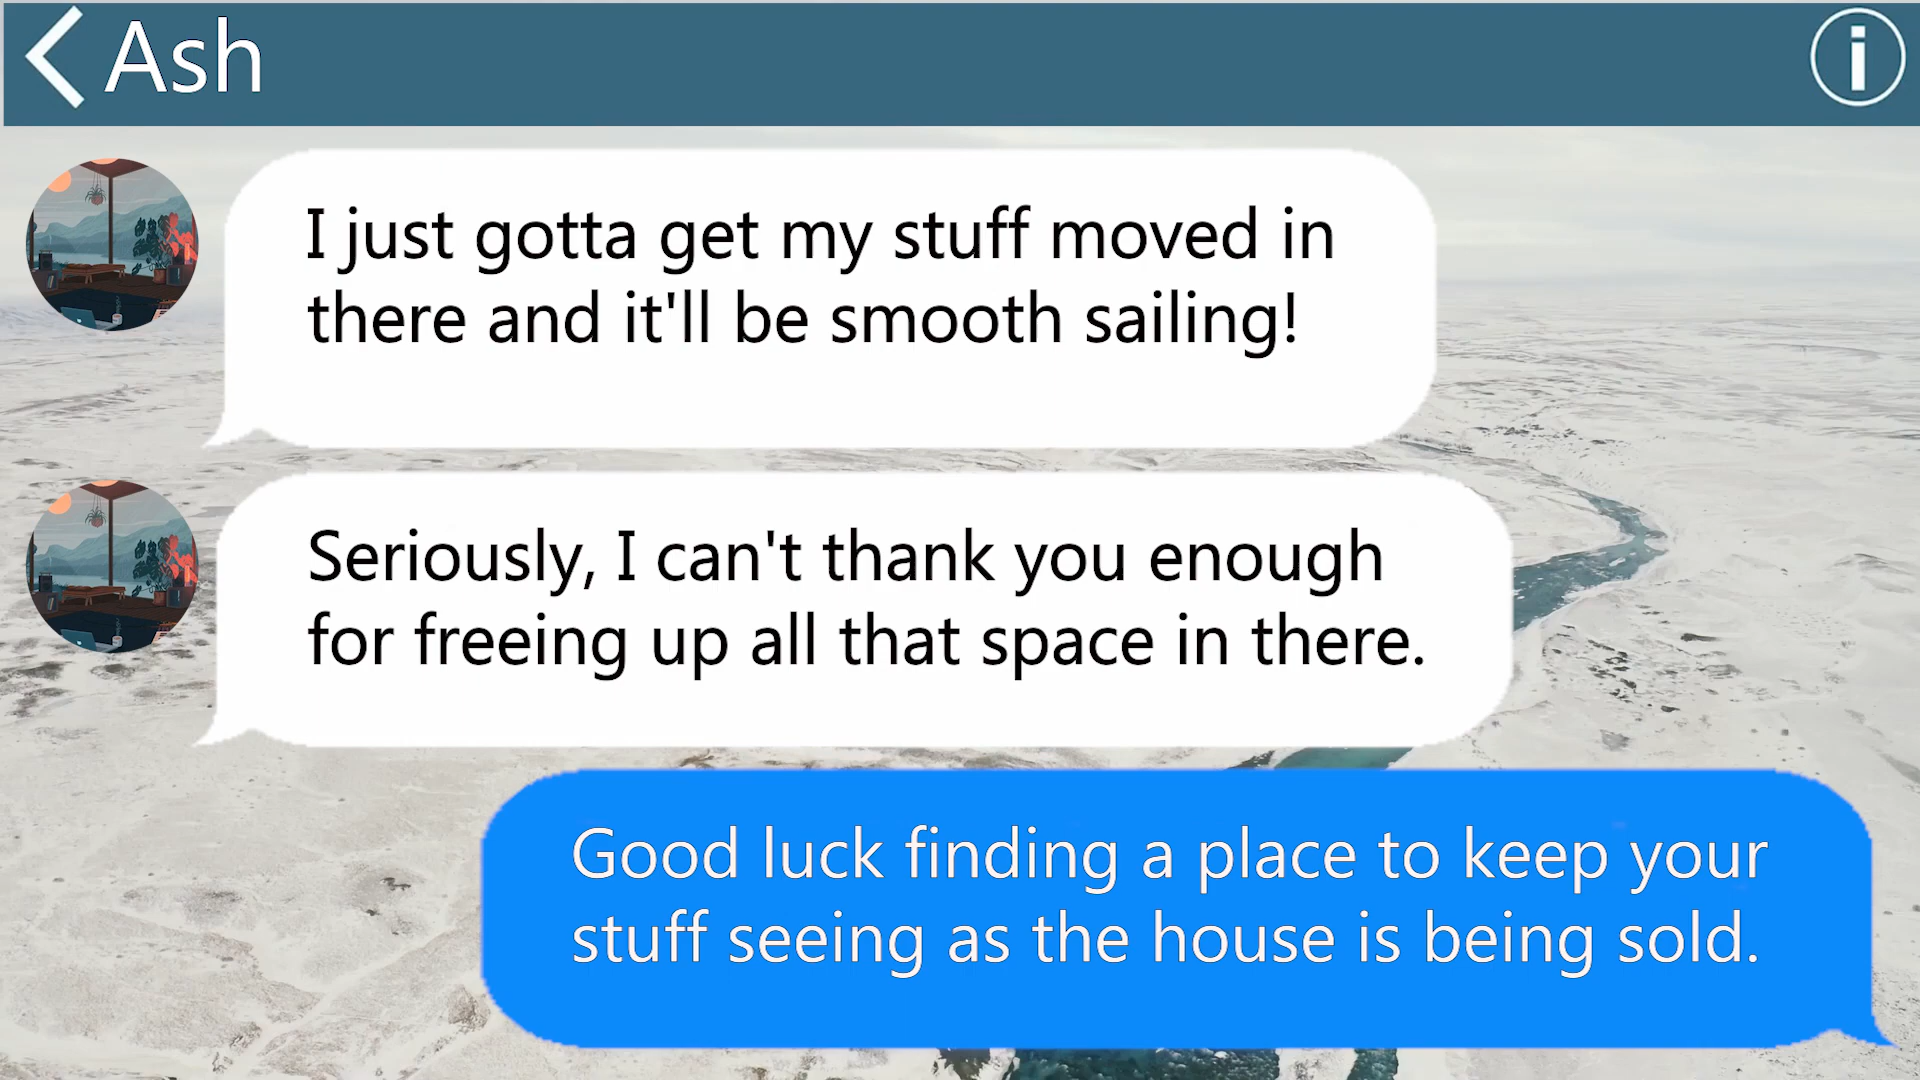 Ash
I just gotta get my stuff moved in
there and it'll be smooth sailing!
Seriously, I can't thank you enough
for freeing up all that space in there.
Good luck finding a place to keep your
stuff seeing as the house is being sold.